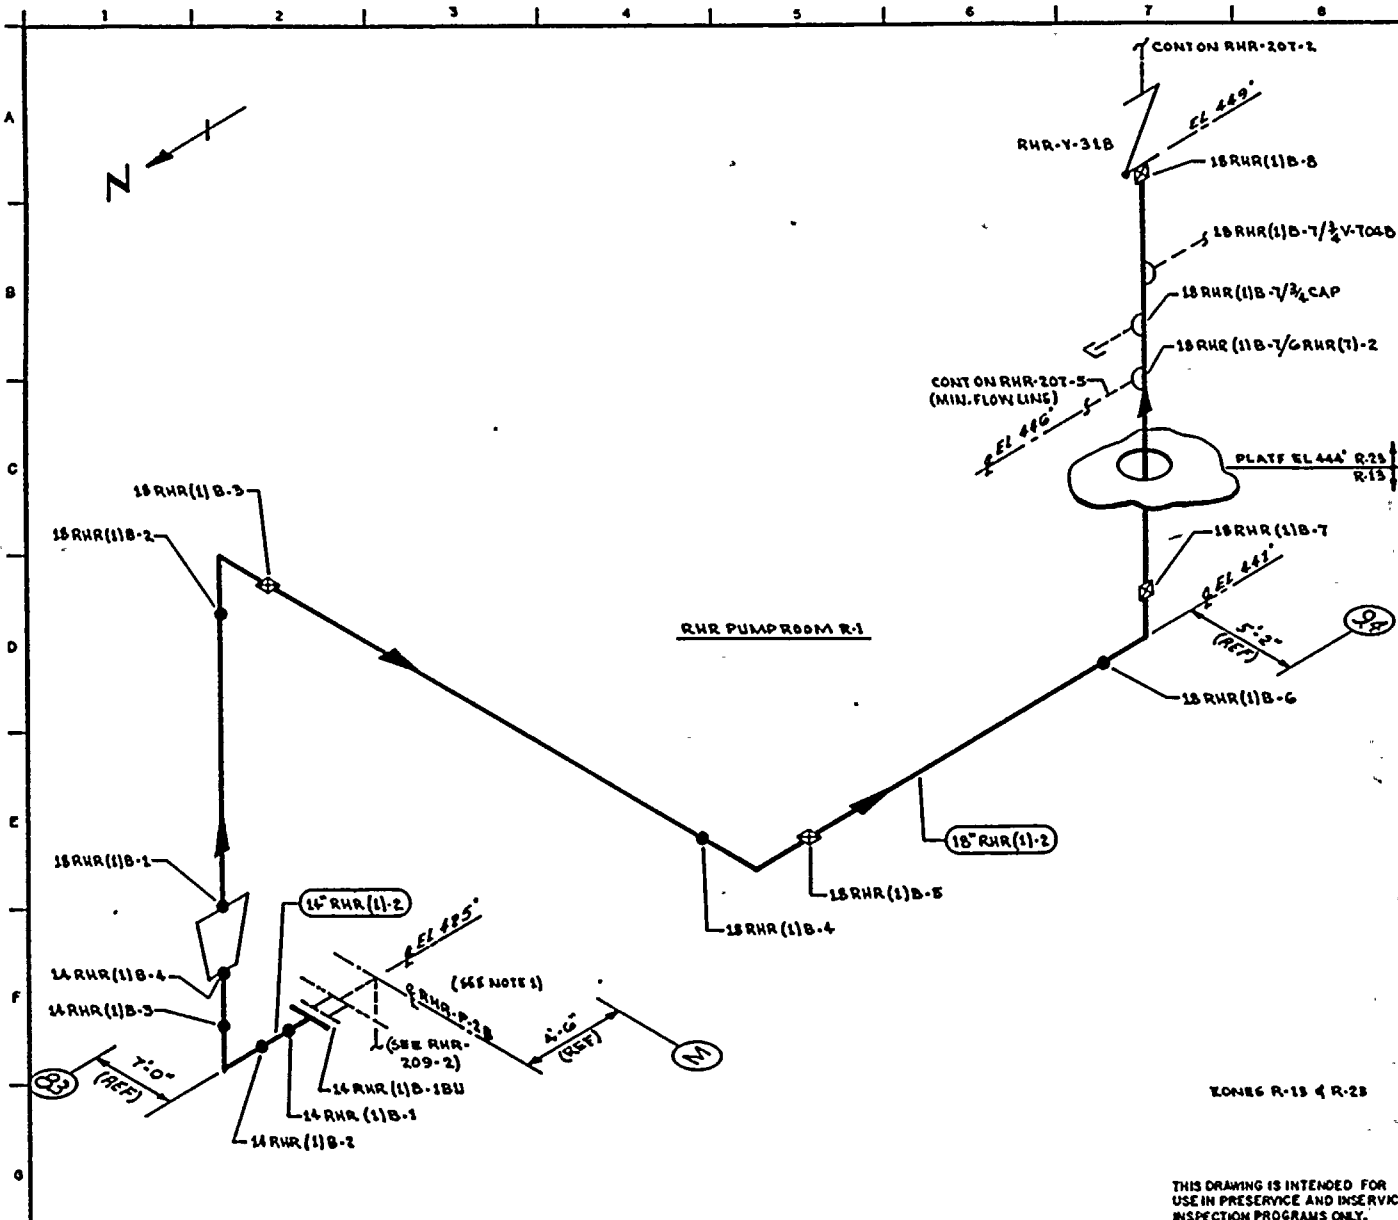 1 2 3 4 5 6 7 8
A
B
C
D
E
F
G
N
CONT ON RHR-207-2
EL 449'
RHR-V-31B
18RHR(1)B-8
18RHR(1)B-7/3/4V-704B
18RHR(1)B-7/3/4CAP
18RHR(1)B-7/6RHR(7)-2
CONT ON RHR-207-5
(MIN. FLOW LINE)
EL 446'
PLATF EL 444' R-23
R-13
18RHR(1)B-3
18RHR(1)B-2
18RHR(1)B-7
EL 441'
5'-2"
(REF)
RHR PUMP ROOM R-1
18RHR(1)B-6
18"RHR(1)-2
18RHR(1)B-1
18RHR(1)B-5
18RHR(1)B-4
14"RHR(1)-2
EL 425'
(SEE NOTE 1)
14RHR(1)B-4
RHR-P-2B
14RHR(1)B-3
4'-6"
(REF)
M
(SEE RHR-
209-2)
7'-0"
(REF)
14RHR(1)B-1BU
14RHR(1)B-1
14RHR(1)B-2
ZONES R-13 & R-23
THIS DRAWING IS INTENDED FOR
USE IN PRESERVICE AND INSERVIC
INSPECTION PROGRAMS ONLY.